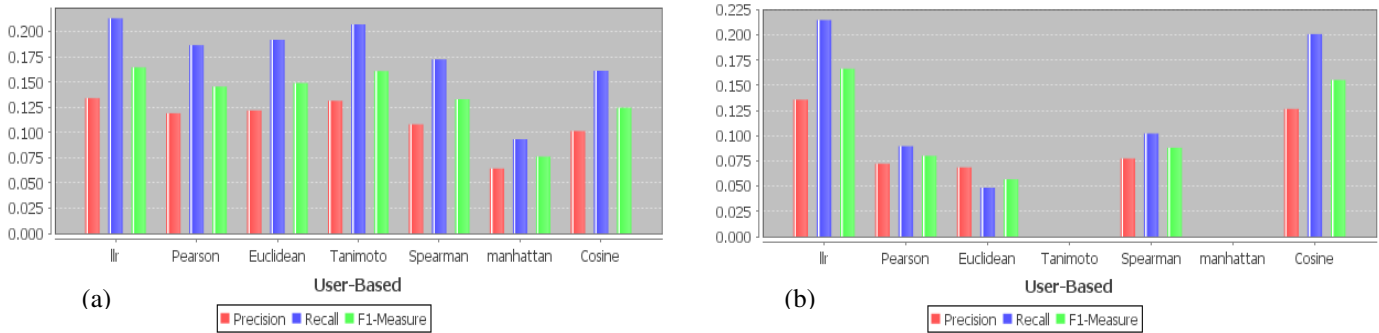 0.200
0.175
0.150
0.125
0.100
0.075
0.050
0.025
0.000
llr Pearson Euclidean Tanimoto Spearman manhattan Cosine
User-Based
(a)
Precision Recall F1-Measure
0.225
0.200
0.175
0.150
0.125
0.100
0.075
0.050
0.025
0.000
llr Pearson Euclidean Tanimoto Spearman manhattan Cosine
User-Based
(b)
Precision Recall F1-Measure